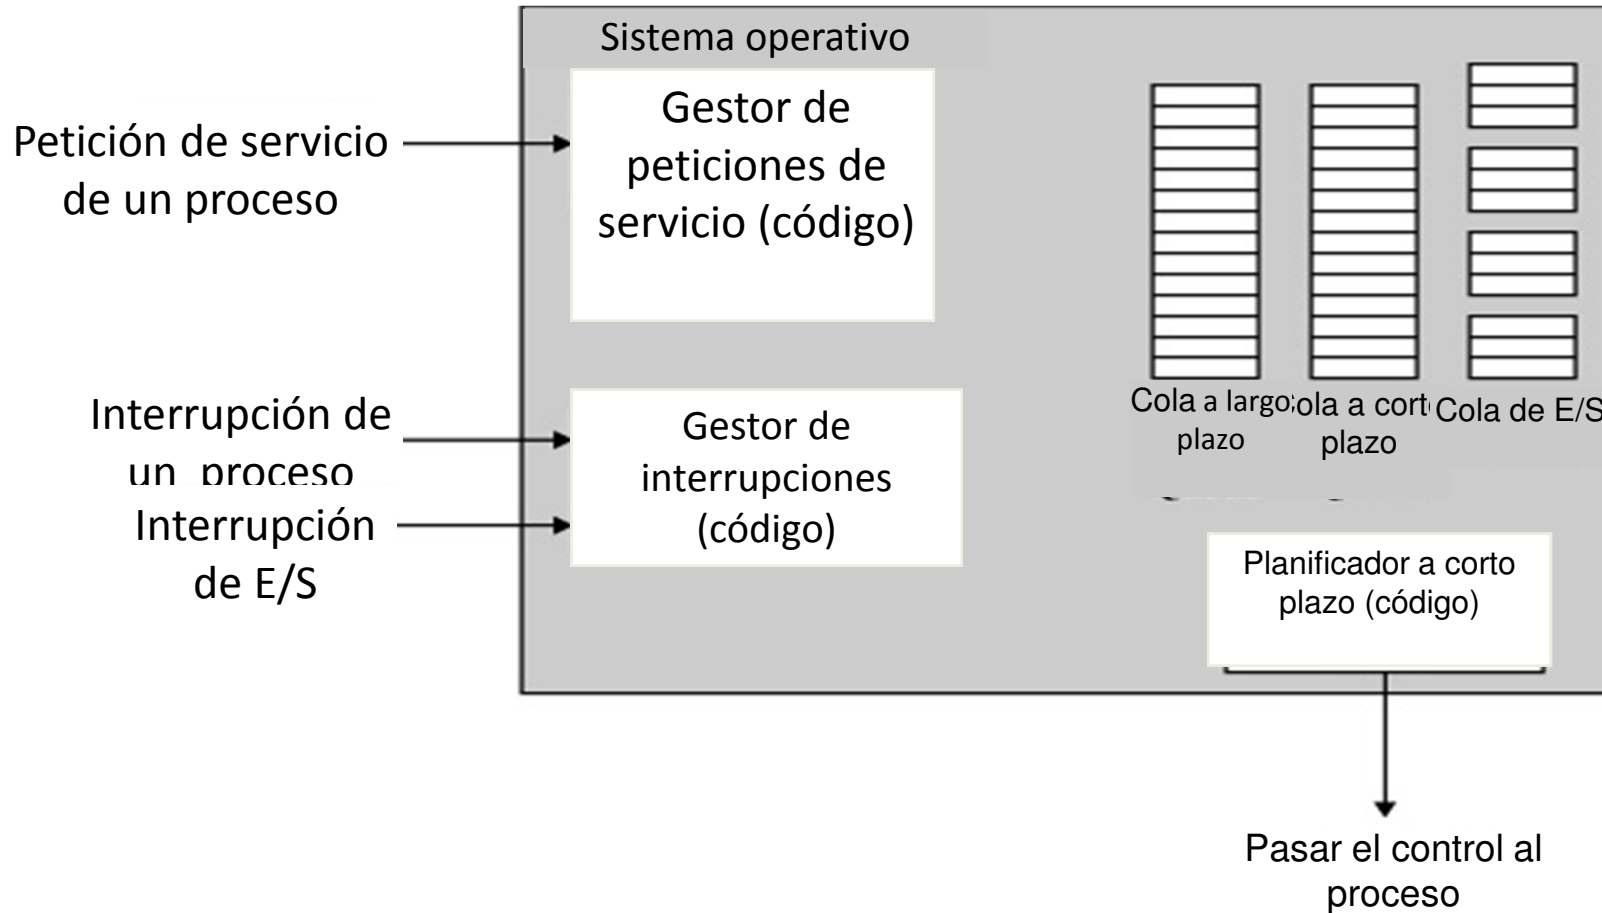 Sistema operativo
Petición de servicio
de un proceso
Gestor de
peticiones de
servicio (código)
Interrupción de
un proceso
Interrupción
de E/S
Gestor de
interrupciones
(código)
Cola a largo
plazo
ola a cort
plazo
Cola de E/S
Planificador a corto
plazo (código)
Pasar el control al
proceso